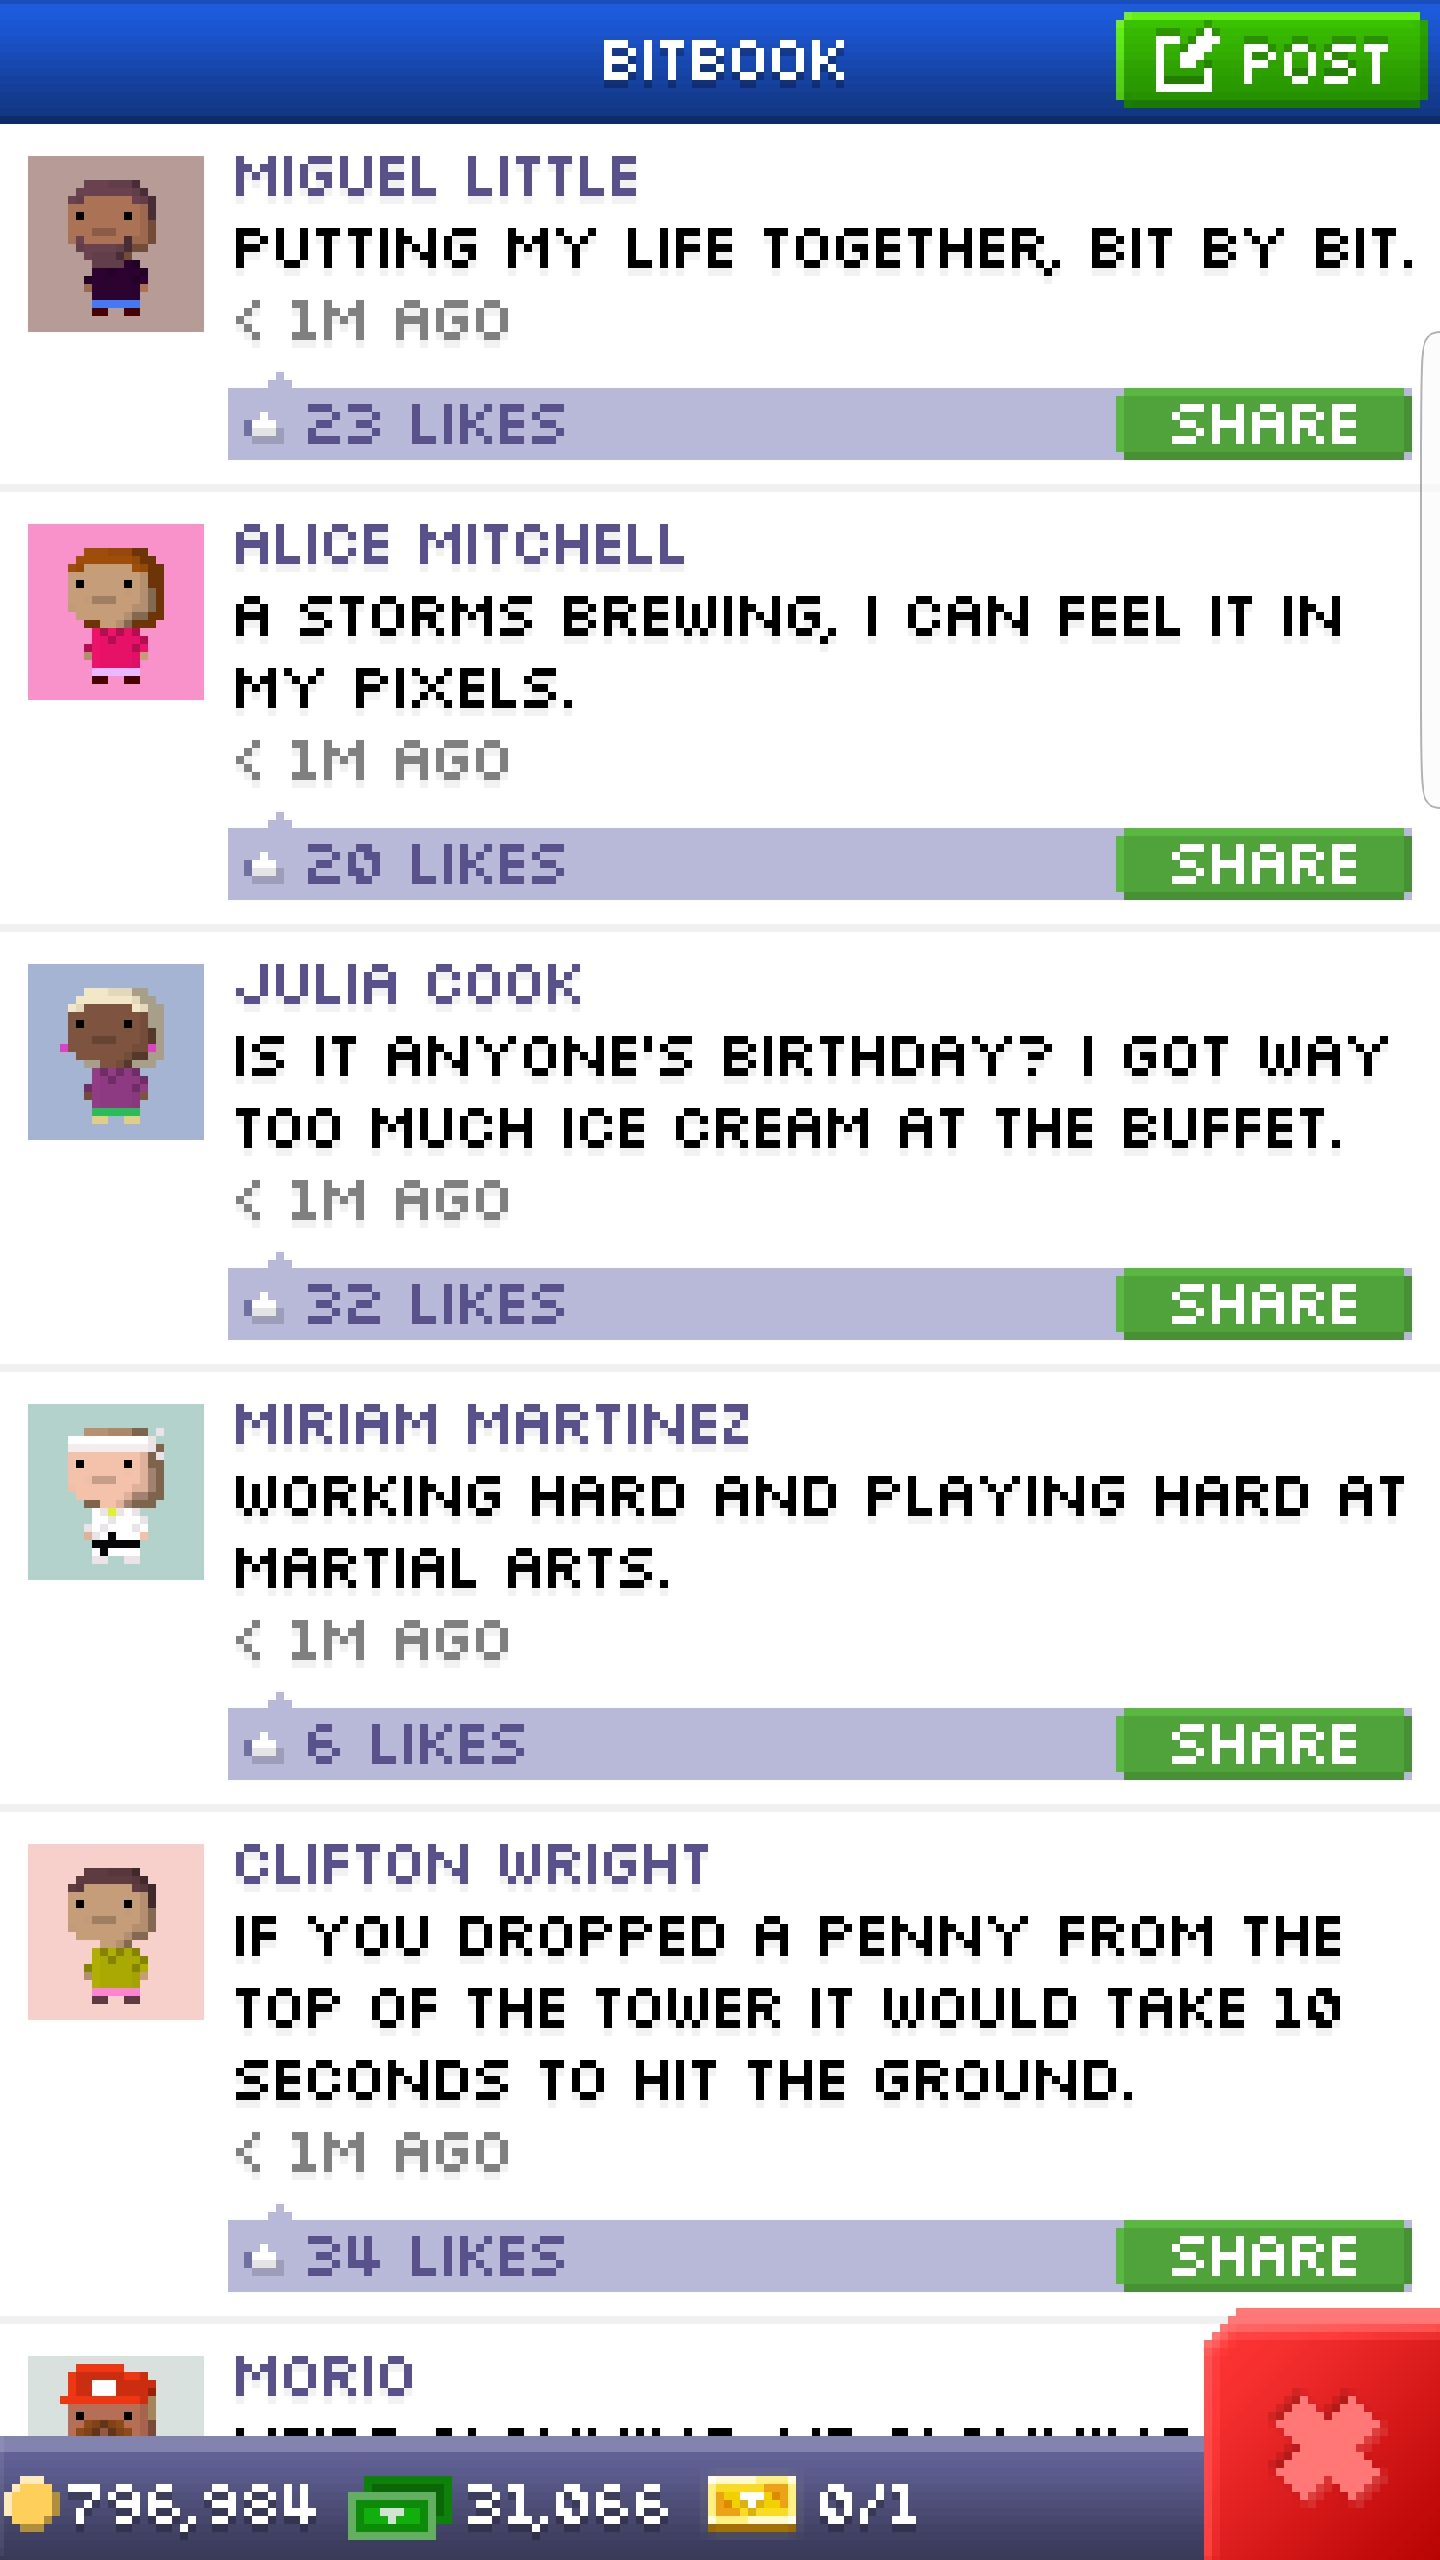 BITBOOK
POST
MIGUEL LITTLE
PUTTING MY LIFE TOGETHER, BIT BY BIT.
< 1M AGO
23 LIKES
SHARE
ALICE MITCHELL
A STORMS BREWING, I CAN FEEL IT IN
MY PIXELS.
< 1M AGO
20 LIKES
SHARE
JULIA COOK
IS IT ANYONE'S BIRTHDAY? I GOT WAY
TOO MUCH ICE CREAM AT THE BUFFET.
< 1M AGO
32 LIKES
SHARE
MIRIAM MARTINEZ
WORKING HARD AND PLAYING HARD AT
MARTIAL ARTS.
< 1M AGO
6 LIKES
SHARE
CLIFTON WRIGHT
IF YOU DROPPED A PENNY FROM THE
TOP OF THE TOWER IT WOULD TAKE 10
SECONDS TO HIT THE GROUND.
< 1M AGO
34 LIKES
SHARE
MORIO
796,984
31,066
0/1